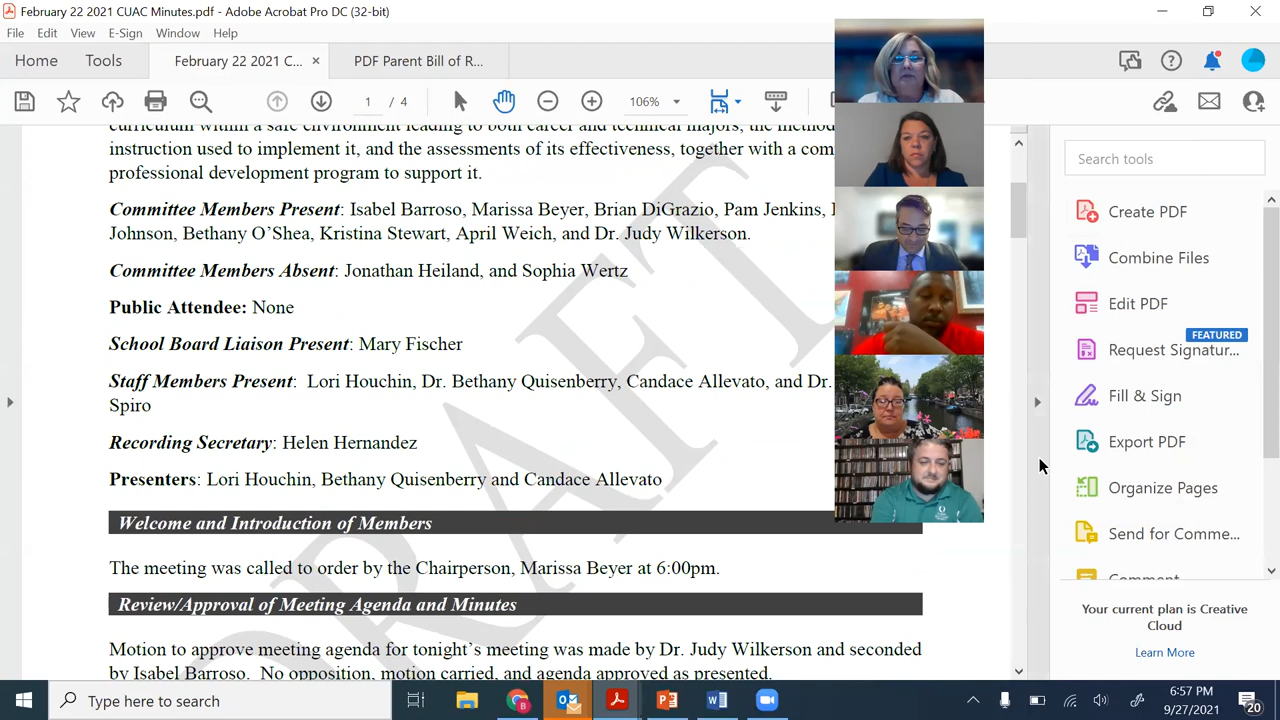 February 22 2021 CUAC Minutes.pdf - Adobe Acrobat Pro DC (32-bit)
File Edit View E-Sign Window Help
Home Tools February 22 2021 C... × PDF Parent Bill of R...
1 / 4 106%
curriculum within a safe environment leading to both career and technical majors, the method
instruction used to implement it, and the assessments of its effectiveness, together with a com
professional development program to support it.
Committee Members Present: Isabel Barroso, Marissa Beyer, Brian DiGrazio, Pam Jenkins,
Johnson, Bethany O’Shea, Kristina Stewart, April Weich, and Dr. Judy Wilkerson.
Committee Members Absent: Jonathan Heiland, and Sophia Wertz
Public Attendee: None
School Board Liaison Present: Mary Fischer
Staff Members Present: Lori Houchin, Dr. Bethany Quisenberry, Candace Allevato, and Dr.
Spiro
Recording Secretary: Helen Hernandez
Presenters: Lori Houchin, Bethany Quisenberry and Candace Allevato
Welcome and Introduction of Members
The meeting was called to order by the Chairperson, Marissa Beyer at 6:00pm.
Review/Approval of Meeting Agenda and Minutes
Motion to approve meeting agenda for tonight’s meeting was made by Dr. Judy Wilkerson and seconded
by Isabel Barroso. No opposition, motion carried, and agenda approved as presented.
DRAFT
Search tools
Create PDF
Combine Files
Edit PDF
FEATURED
Request Signatur...
Fill & Sign
Export PDF
Organize Pages
Send for Comme...
Comment
Your current plan is Creative
Cloud
Learn More
Type here to search
6:57 PM
9/27/2021
20